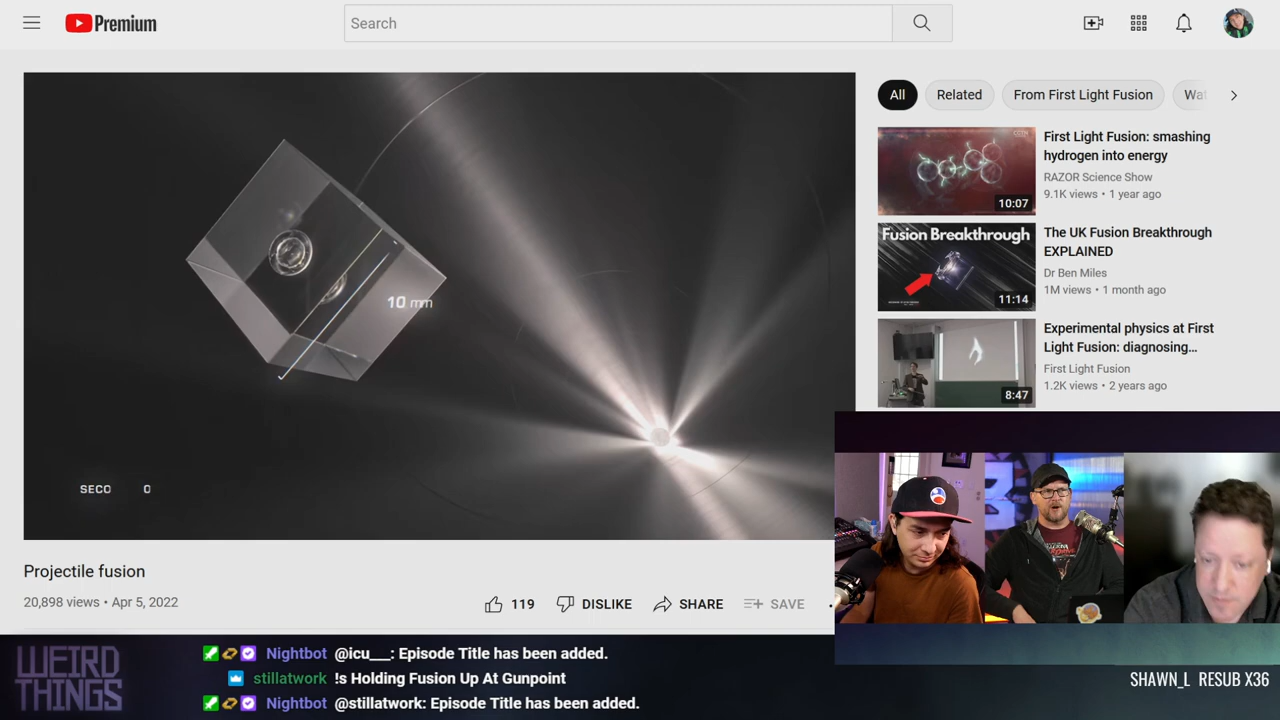 Premium
Search
All
Related
From First Light Fusion
Wat
First Light Fusion: smashing
hydrogen into energy
RAZOR Science Show
9.1K views • 1 year ago
10:07
Fusion Breakthrough
11:14
The UK Fusion Breakthrough
EXPLAINED
Dr Ben Miles
1M views • 1 month ago
Experimental physics at First
Light Fusion: diagnosing...
First Light Fusion
1.2K views • 2 years ago
8:47
10 mm
SECO 0
Projectile fusion
20,898 views • Apr 5, 2022
119
DISLIKE
SHARE
SAVE
WEIRD
THINGS
Nightbot @icu___: Episode Title has been added.
stillatwork !s Holding Fusion Up At Gunpoint
Nightbot @stillatwork: Episode Title has been added.
SHAWN_L RESUB X36